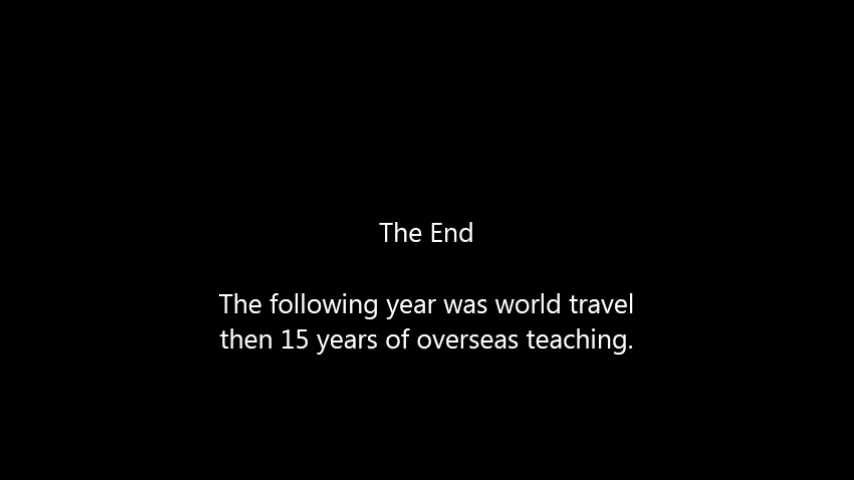 The End
The following year was world travel
then 15 years of overseas teaching.